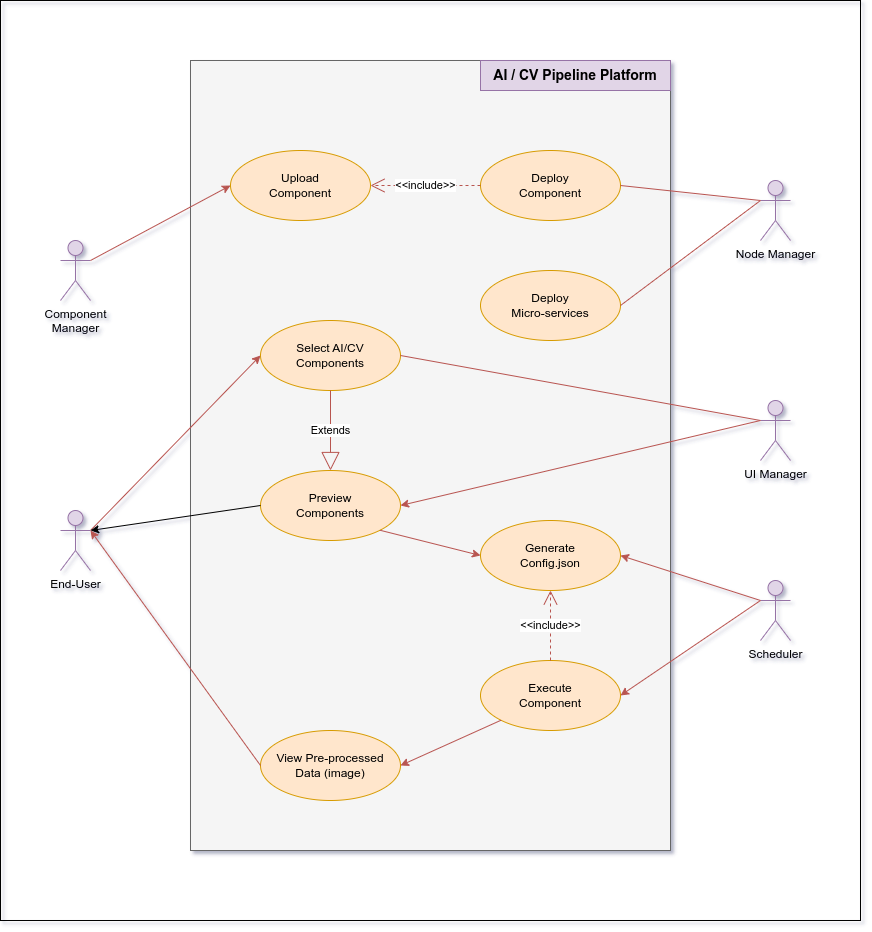 AI / CV Pipeline Platform
Upload
Component
<<include>>
Deploy
Component
Node Manager
Component
Manager
Deploy
Micro-services
Select AI/CV
Components
Extends
UI Manager
Preview
Components
End-User
Generate
Config.json
<<include>>
Scheduler
Execute
Component
View Pre-processed
Data (image)